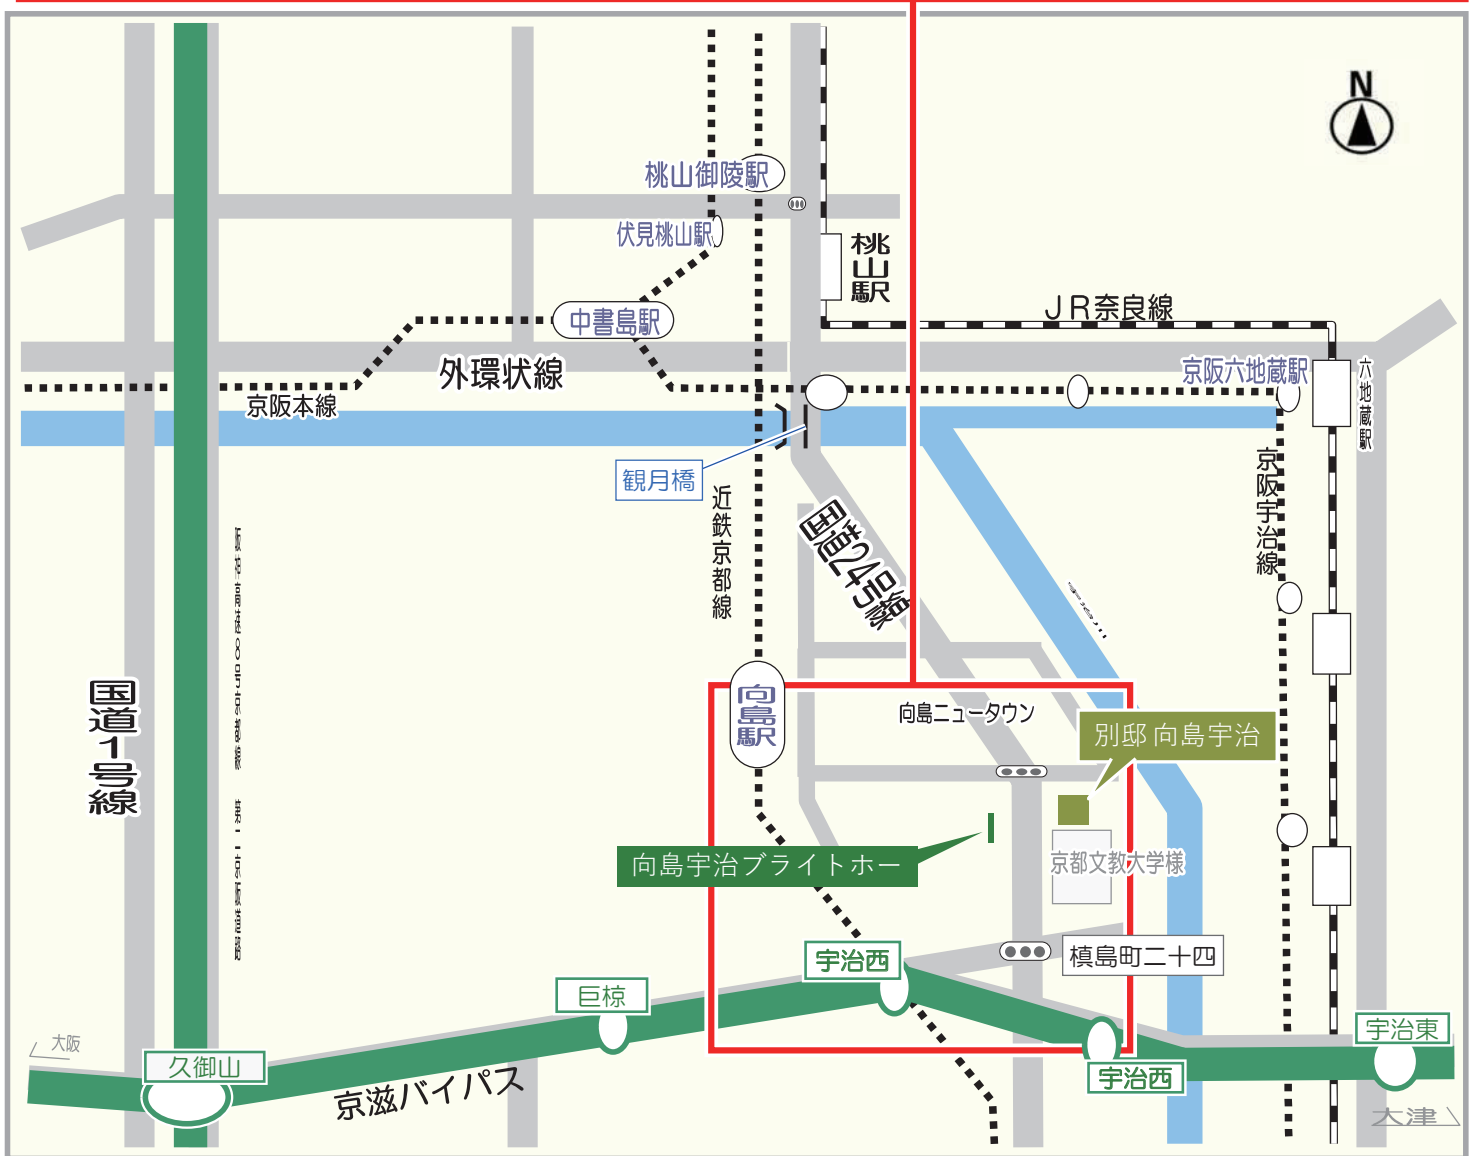 N
桃山御陵駅
伏見桃山駅
桃山駅
中書島駅
JR奈良線
外環状線
京阪六地蔵駅
六地蔵駅
京阪本線
観月橋
近鉄京都線
国道24号線
京阪宇治線
国道1号線
向島駅
向島ニュータウン
別邸 向島宇治
向島宇治ブライトホー
京都文教大学様
槙島町二十四
宇治西
巨椋
大阪
久御山
京滋バイパス
宇治西
宇治東
大津